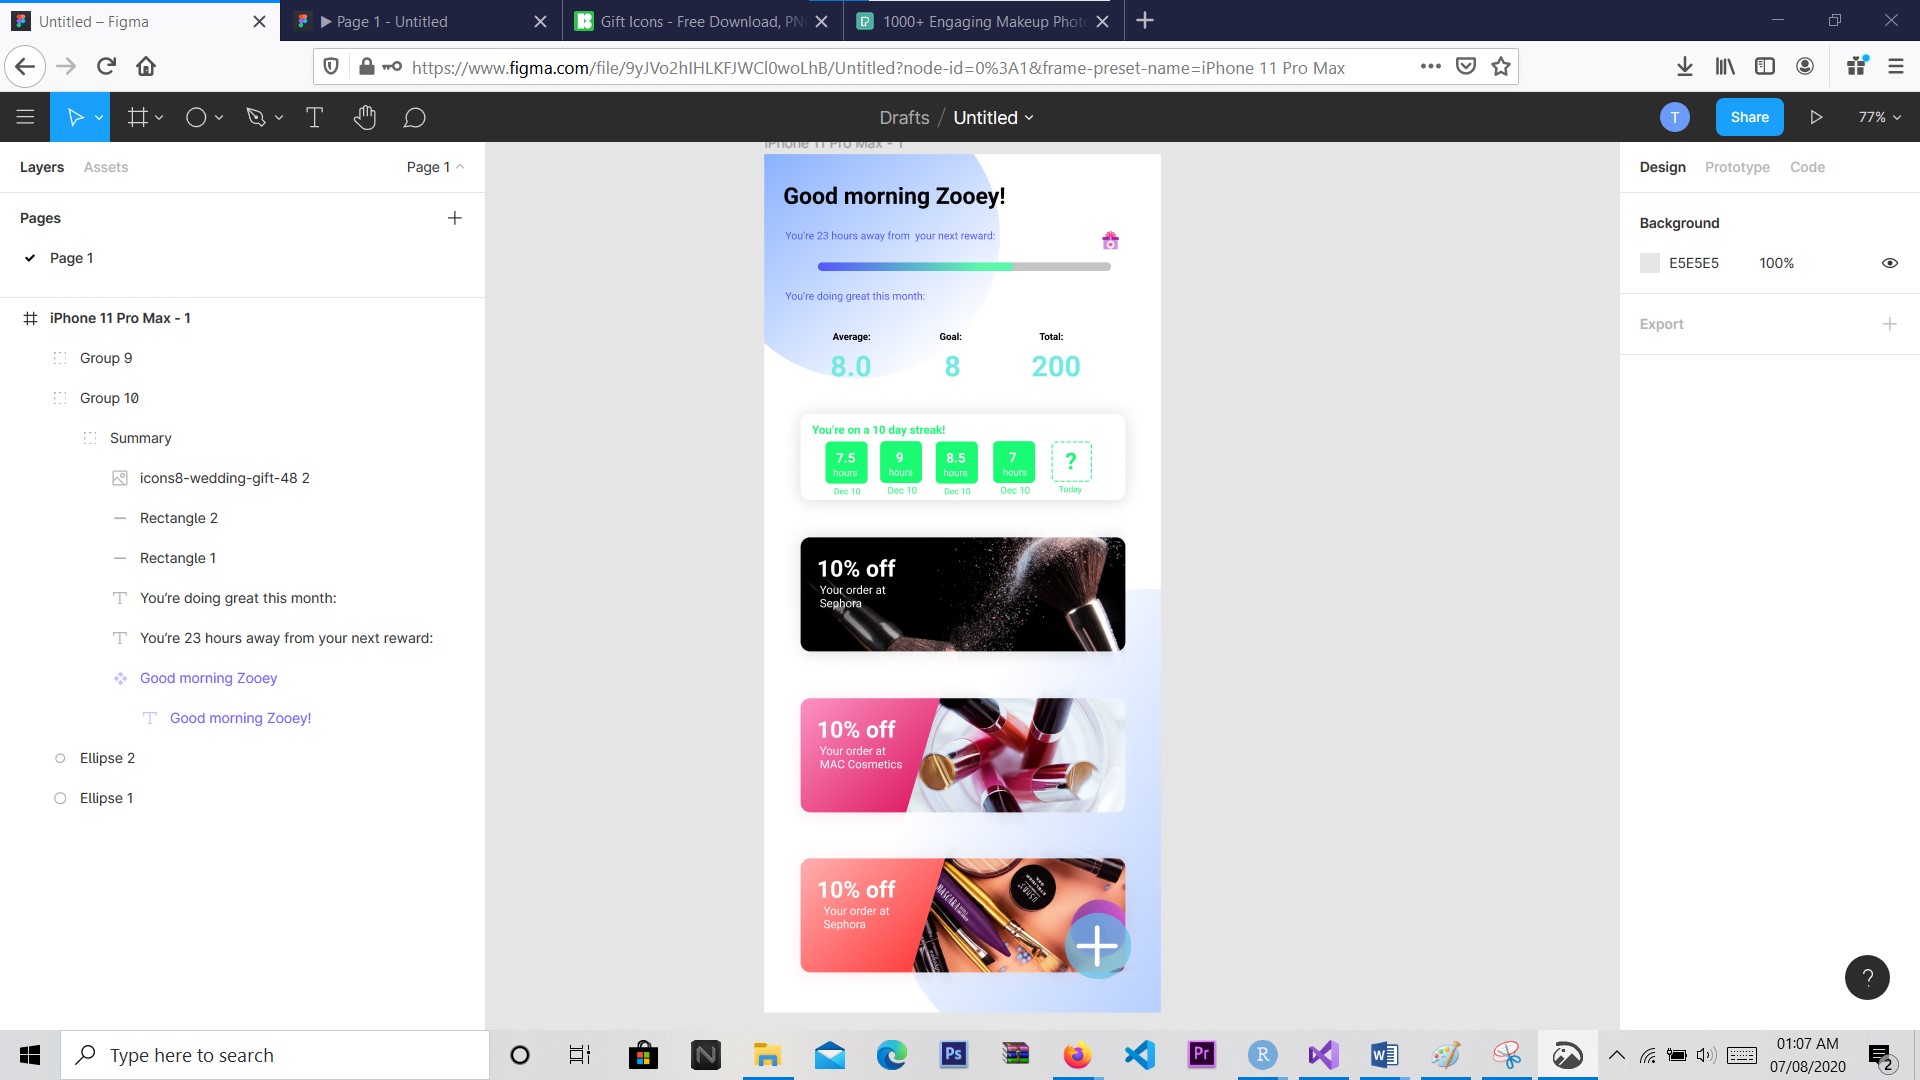 Untitled – Figma
▶ Page 1 - Untitled
Gift Icons - Free Download, PN
1000+ Engaging Makeup Phot
https://www.figma.com/file/9yJVo2hIHLKFJWCl0woLhB/Untitled?node-id=0%3A1&frame-preset-name=iPhone 11 Pro Max
Drafts / Untitled
T
Share
77%
Layers
Assets
Page 1
Pages
Page 1
iPhone 11 Pro Max - 1
Group 9
Group 10
Summary
icons8-wedding-gift-48 2
Rectangle 2
Rectangle 1
You're doing great this month:
You're 23 hours away from your next reward:
Good morning Zooey
Good morning Zooey!
Ellipse 2
Ellipse 1
iPhone 11 Pro Max - 1
Good morning Zooey!
You're 23 hours away from your next reward:
You're doing great this month:
Average: Goal: Total:
8.0 8 200
You're on a 10 day streak!
7.5 9 8.5 7 ?
hours hours hours hours
Dec 10 Dec 10 Dec 10 Dec 10 Today
10% off
Your order at
Sephora
10% off
Your order at
MAC Cosmetics
10% off
Your order at
Sephora
MASCARA
Design
Prototype
Code
Background
E5E5E5 100%
Export
?
Type here to search
N
Ps
Pr
R
W
01:07 AM
07/08/2020
2